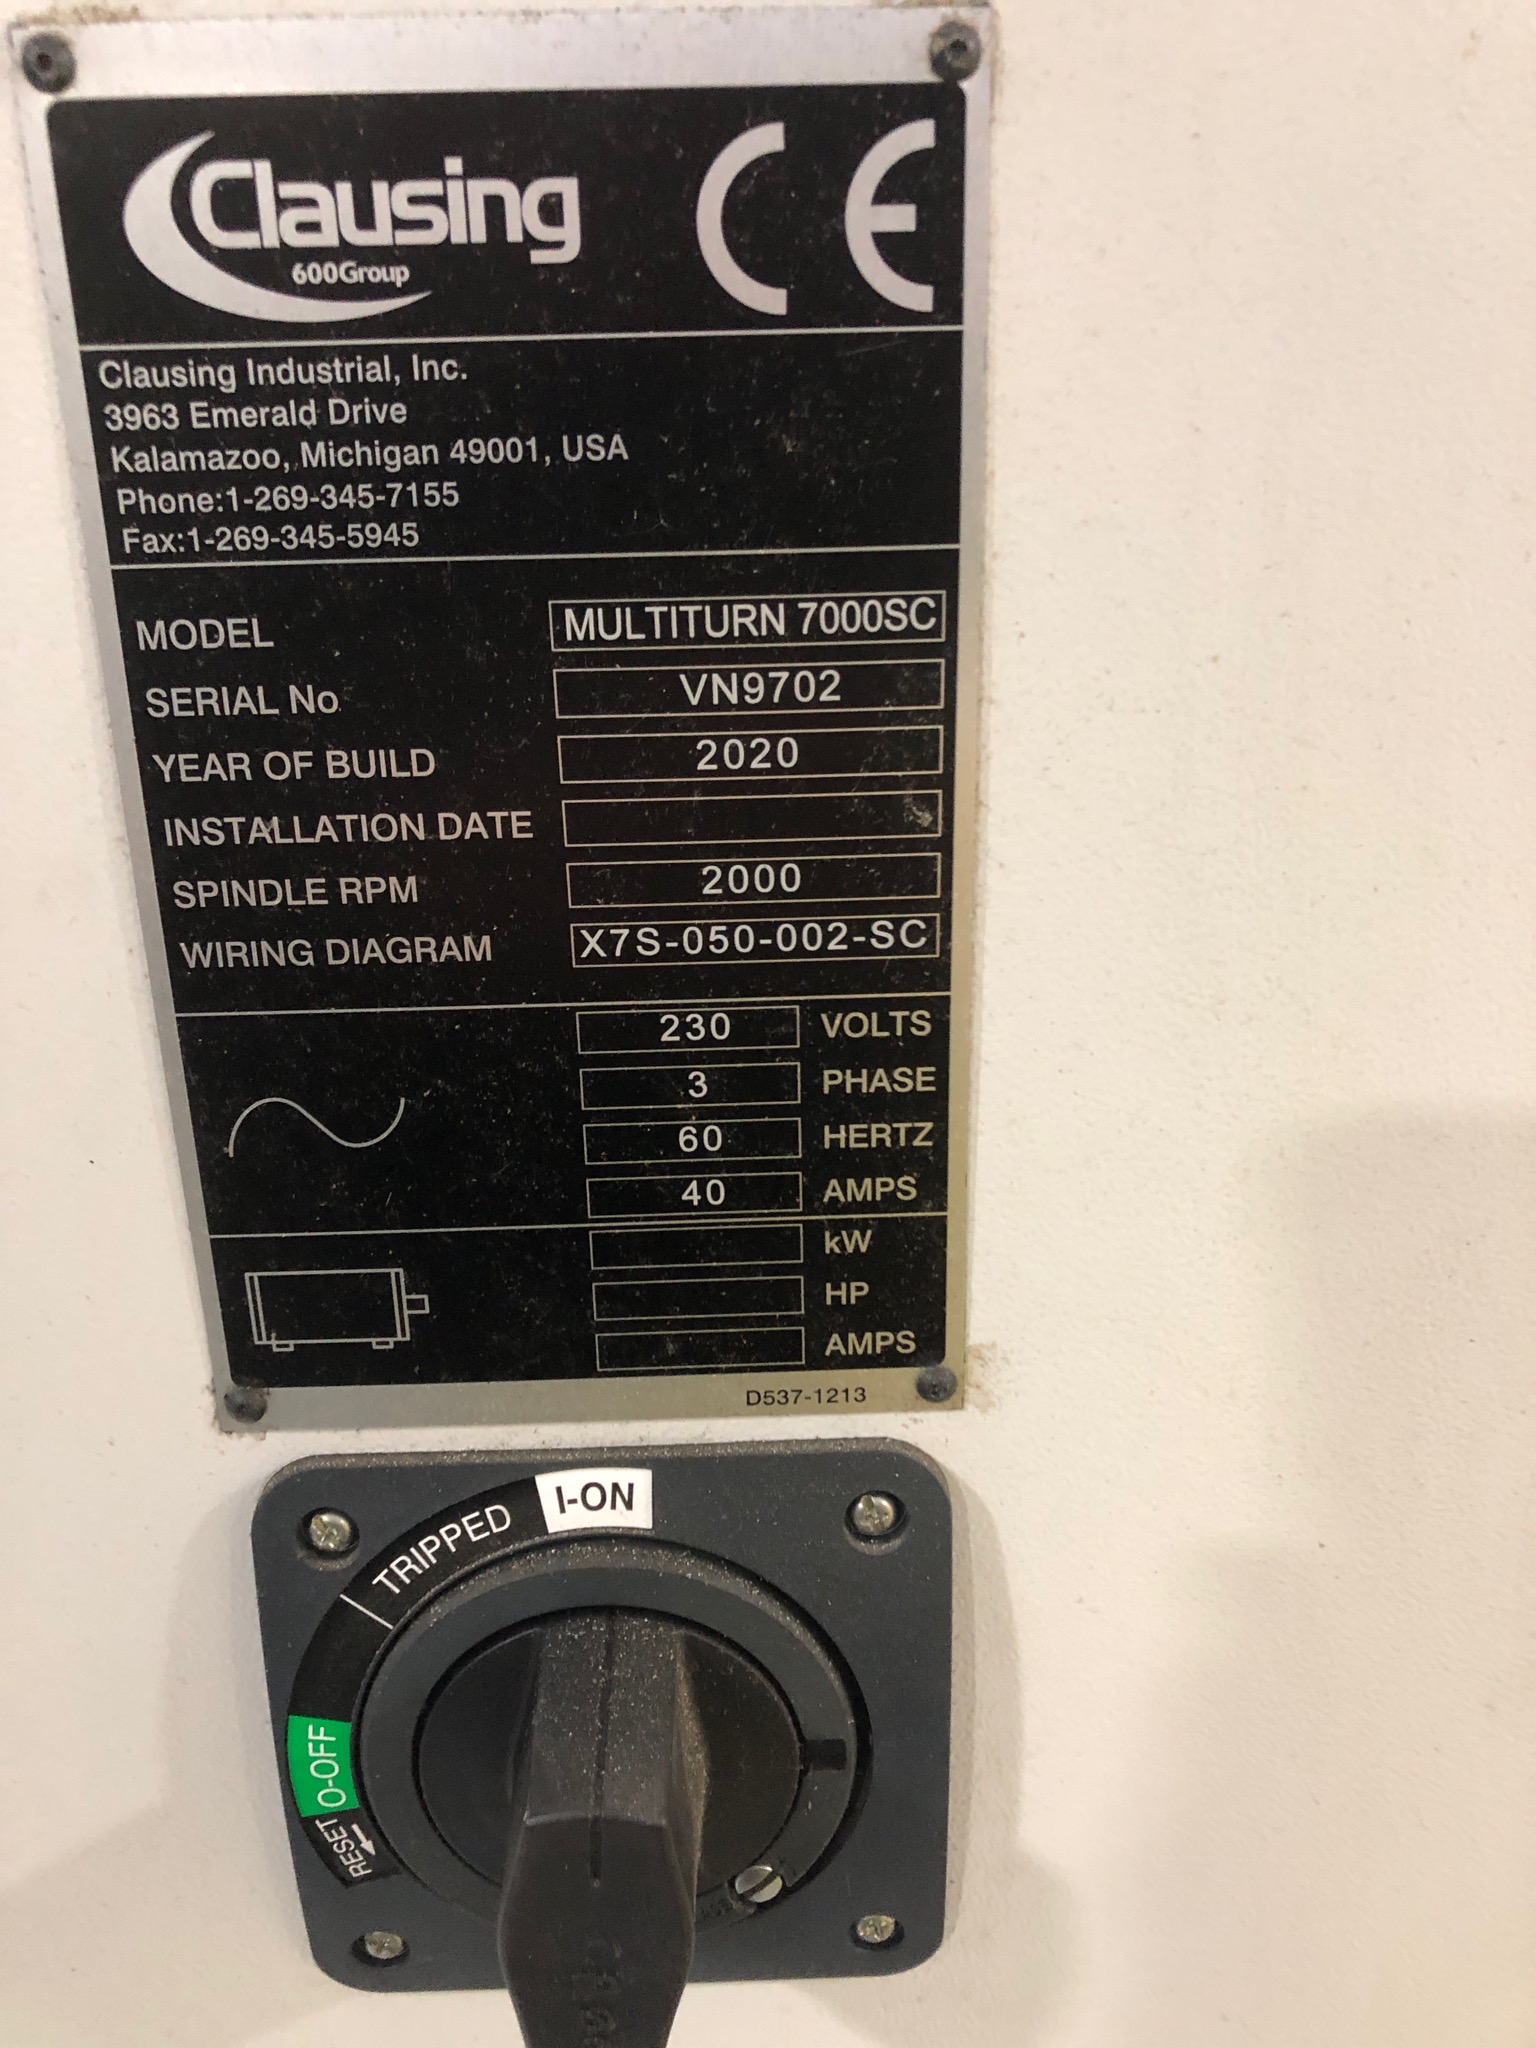 Clausing
600Group
CE
Clausing Industrial, Inc.
3963 Emerald Drive
Kalamazoo, Michigan 49001, USA
Phone:1-269-345-7155
Fax:1-269-345-5945
MODEL MULTITURN 7000SC
SERIAL No VN9702
YEAR OF BUILD 2020
INSTALLATION DATE
SPINDLE RPM 2000
WIRING DIAGRAM X7S-050-002-SC
230 VOLTS
3 PHASE
60 HERTZ
40 AMPS
kW
HP
AMPS
D537-1213
I-ON
TRIPPED
O-OFF
RESET